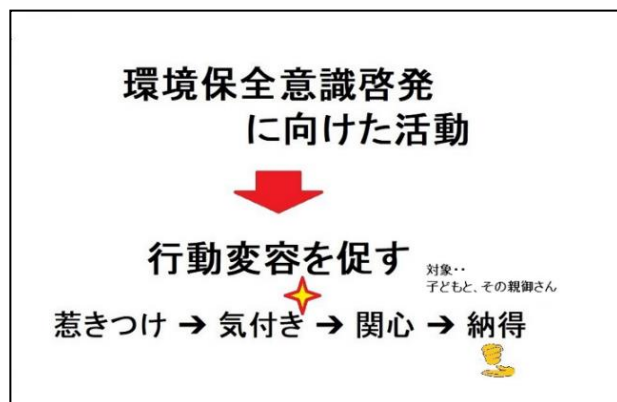 環境保全意識啓発
に向けた活動
行動変容を促す
対象・・
子どもと、その親御さん
惹きつけ → 気付き → 関心 → 納得